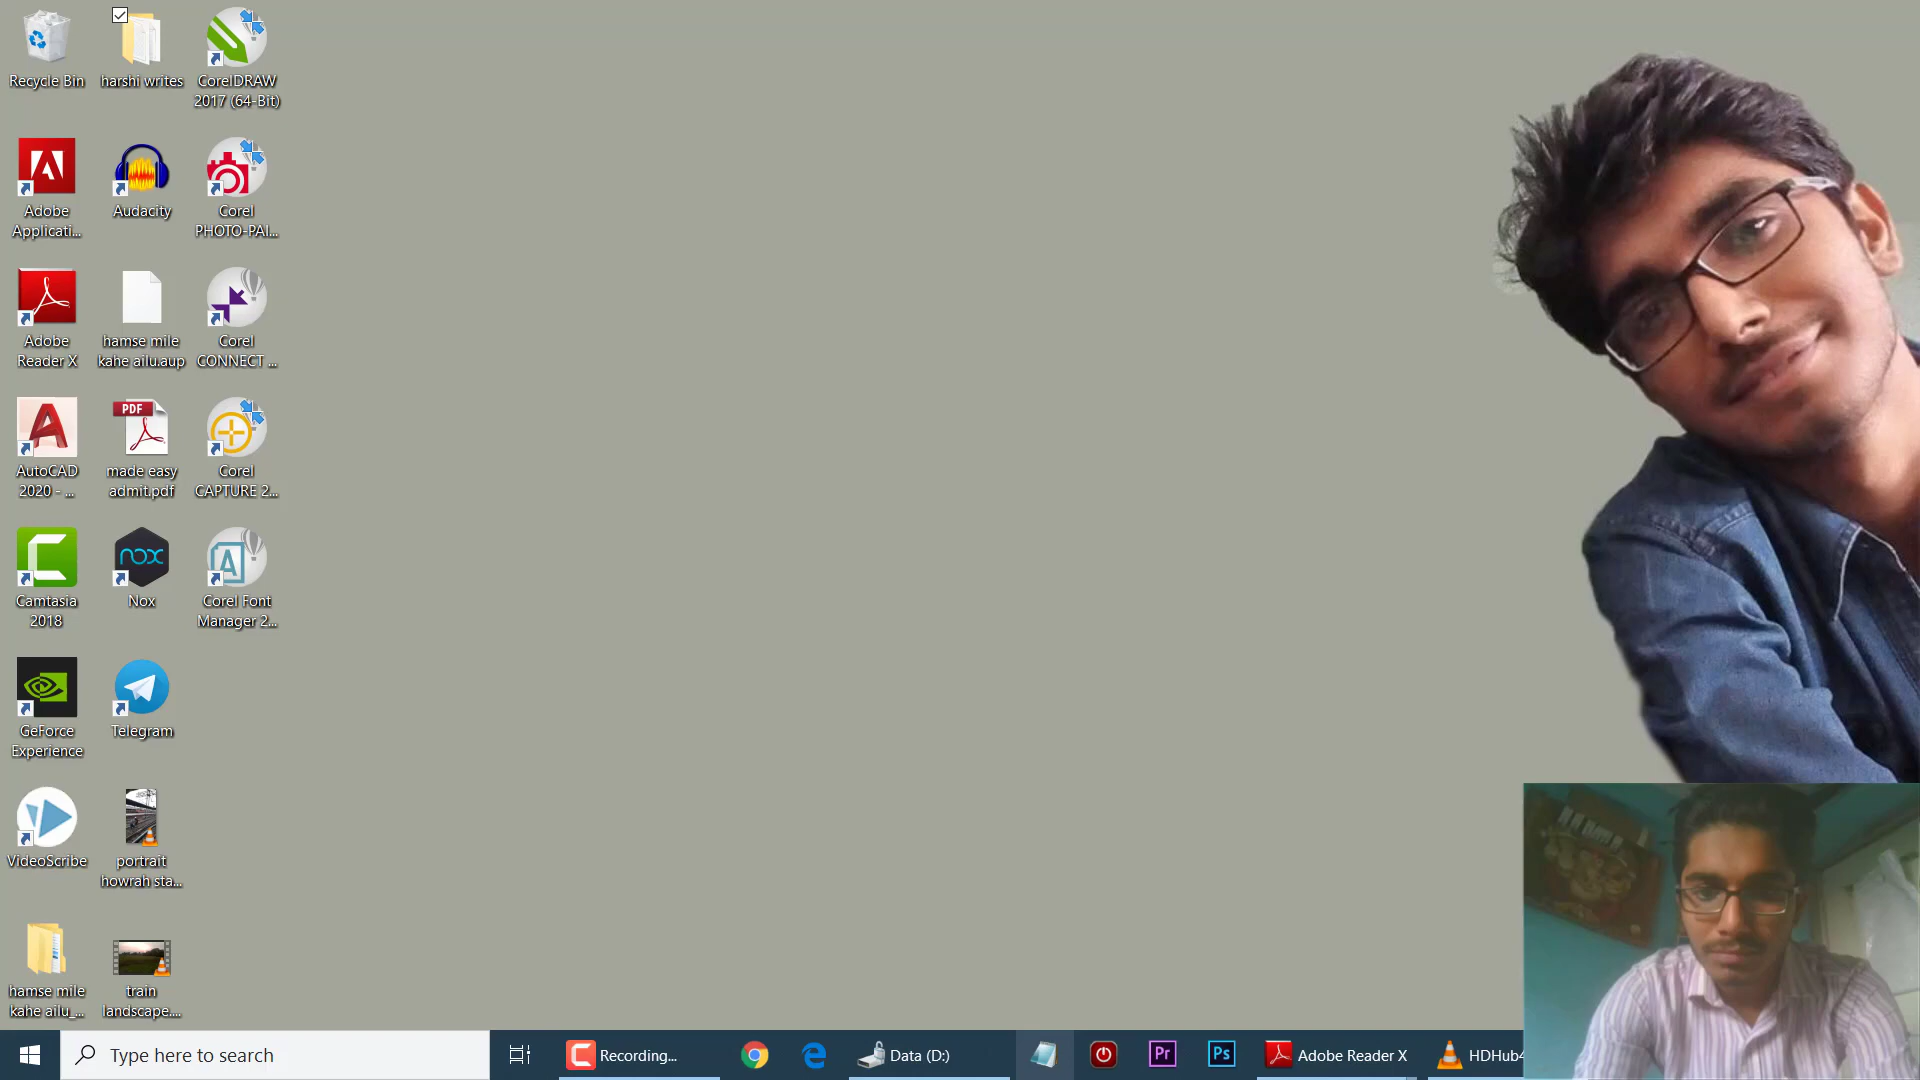 Recycle Bin
harshi writes
CorelDRAW
2017 (64-Bit)
Adobe
Applicati...
Audacity
Corel
PHOTO-PAI...
Adobe
Reader X
hamse mile
kahe ailu.aup
Corel
CONNECT ...
AutoCAD
2020 - ...
PDF
made easy
admit.pdf
Corel
CAPTURE 2...
Camtasia
2018
nox
Nox
Corel Font
Manager 2...
GeForce
Experience
Telegram
VideoScribe
portrait
howrah sta...
hamse mile
kahe ailu_...
train
landscape....
Type here to search
Recording...
Data (D:)
Pr
Ps
Adobe Reader X
HDHub4